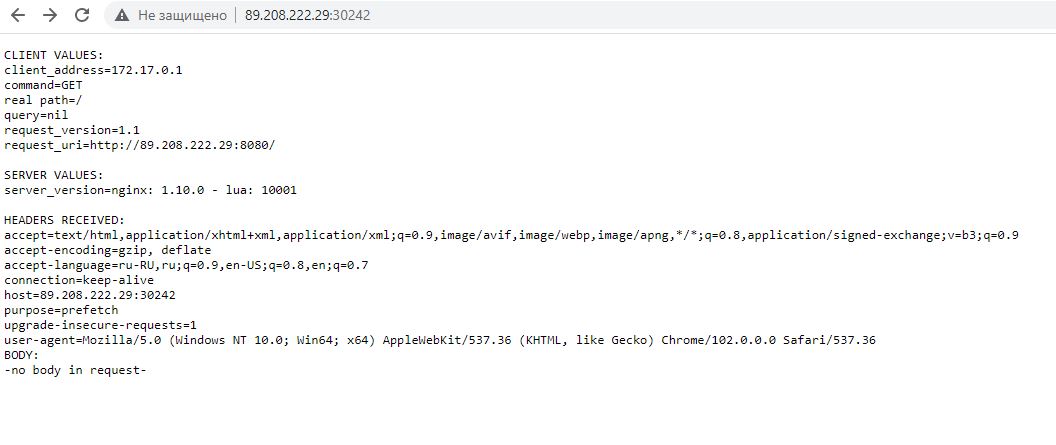 Не защищено 89.208.222.29:30242
CLIENT VALUES:
client_address=172.17.0.1
command=GET
real path=/
query=nil
request_version=1.1
request_uri=http://89.208.222.29:8080/
SERVER VALUES:
server_version=nginx: 1.10.0 - lua: 10001
HEADERS RECEIVED:
accept=text/html,application/xhtml+xml,application/xml;q=0.9,image/avif,image/webp,image/apng,*/*;q=0.8,application/signed-exchange;v=b3;q=0.9
accept-encoding=gzip, deflate
accept-language=ru-RU,ru;q=0.9,en-US;q=0.8,en;q=0.7
connection=keep-alive
host=89.208.222.29:30242
purpose=prefetch
upgrade-insecure-requests=1
user-agent=Mozilla/5.0 (Windows NT 10.0; Win64; x64) AppleWebKit/537.36 (KHTML, like Gecko) Chrome/102.0.0.0 Safari/537.36
BODY:
-no body in request-